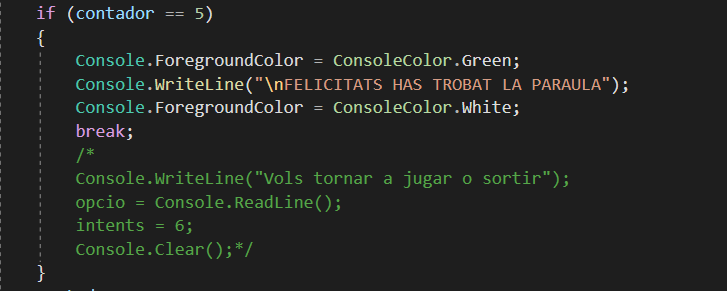 if (contador == 5)
{
Console.ForegroundColor = ConsoleColor.Green;
Console.WriteLine("\nFELICITATS HAS TROBAT LA PARAULA");
Console.ForegroundColor = ConsoleColor.White;
break;
/*
Console.WriteLine("Vols tornar a jugar o sortir");
opcio = Console.ReadLine();
intents = 6;
Console.Clear();*/
}